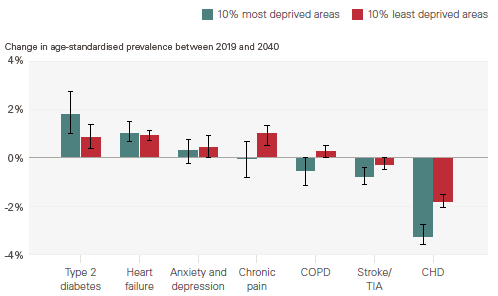 10% most deprived areas 10% least deprived areas
Change in age-standardised prevalence between 2019 and 2040
4%
2%
0%
-2%
-4%
Type 2 diabetes
Heart failure
Anxiety and depression
Chronic pain
COPD
Stroke/ TIA
CHD